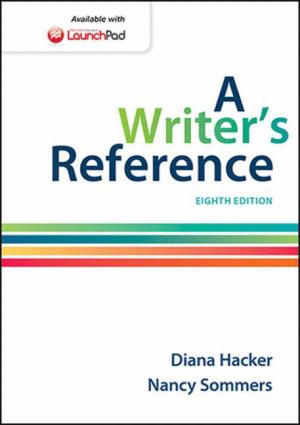 Available with
LaunchPad
A
Writer's
Reference
EIGHTH EDITION
Diana Hacker
Nancy Sommers